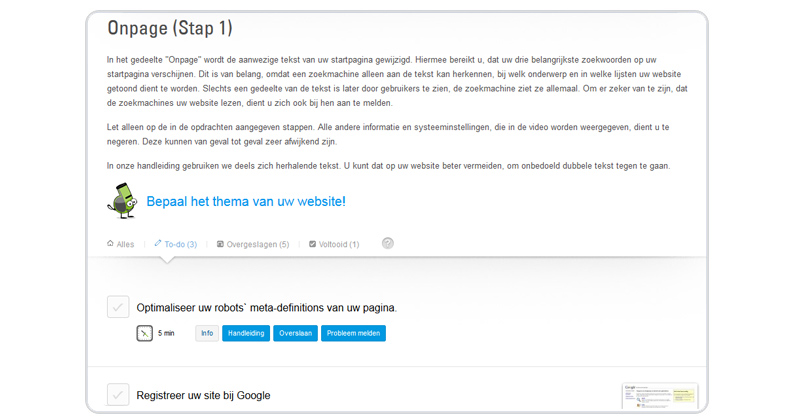 Onpage (Stap 1)
In het gedeelte "Onpage" wordt de aanwezige tekst van uw startpagina gewijzigd. Hiermee bereikt u, dat uw drie belangrijkste zoekwoorden op uw
startpagina verschijnen. Dit is van belang, omdat een zoekmachine alleen aan de tekst kan herkennen, bij welk onderwerp en in welke lijsten uw website
getoond dient te worden. Slechts een gedeelte van de tekst is later door gebruikers te zien, de zoekmachine ziet ze allemaal. Om er zeker van te zijn, dat
de zoekmachines uw website lezen, dient u zich ook bij hen aan te melden.
Let alleen op de in de opdrachten aangegeven stappen. Alle andere informatie en systeeminstellingen, die in de video worden weergegeven, dient u te
negeren. Deze kunnen van geval tot geval zeer afwijkend zijn.
In onze handleiding gebruiken we deels zich herhalende tekst. U kunt dat op uw website beter vermeiden, om onbedoeld dubbele tekst tegen te gaan.
Bepaal het thema van uw website!
Alles To-do (3) Overgeslagen (5) Voltooid (1) ?
Optimaliseer uw robots` meta-definitions van uw pagina.
5 min Info Handleiding Overslaan Probleem melden
Registreer uw site bij Google
Google